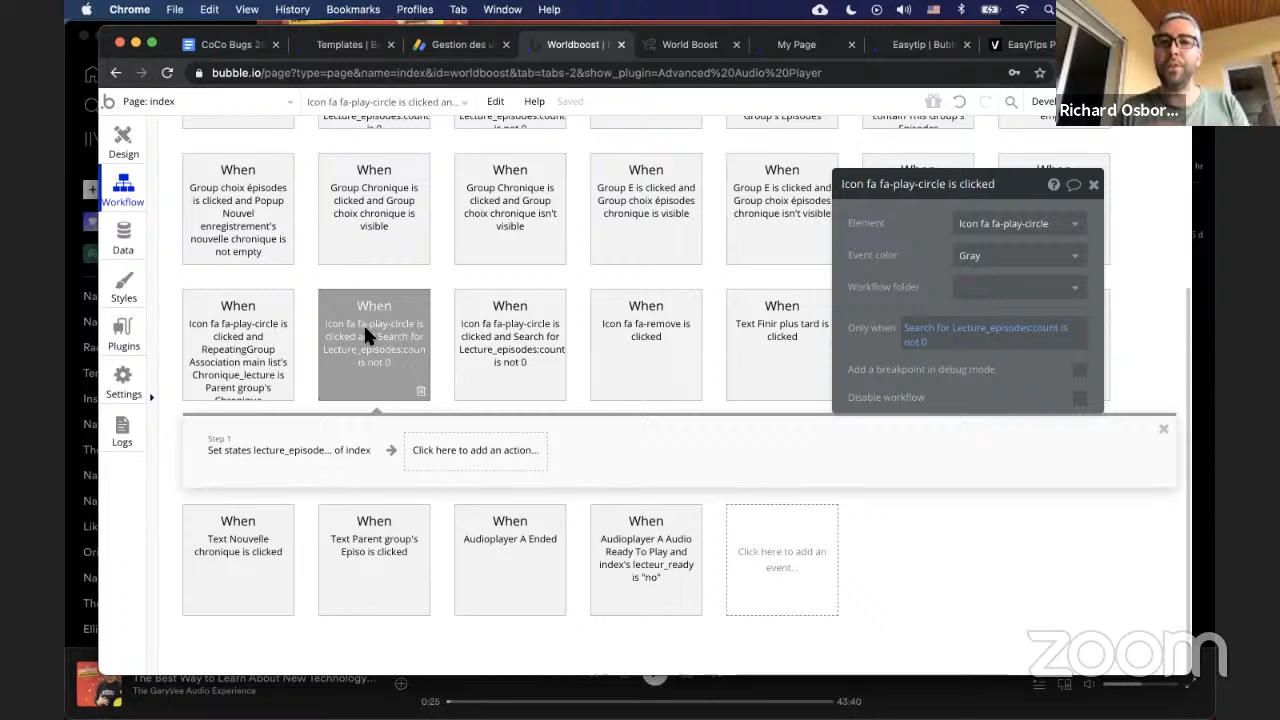 Chrome File Edit View History Bookmarks Profiles Tab Window Help
CoCo Bugs 28
Templates | B
Gestion des u
Worldboost |
World Boost
My Page
Easytip | Bubb
EasyTips P
bubble.io/page?type=page&name=index&id=worldboost&tab=tabs-2&show_plugin=Advanced%20Audio%20Player
Richard Osbor...
Page: index
Icon fa fa-play-circle is clicked an...
Edit
Help
Saved
Design
Workflow
Data
Styles
Plugins
Settings
Logs
Lecture_episodes:count
is 0
Group's Episodes
contain This Group's
Episodes
When
Group choix épisodes
is clicked and Popup
Nouvel
enregistrement's
nouvelle chronique is
not empty
When
Group Chronique is
clicked and Group
choix chronique is
visible
When
Group Chronique is
clicked and Group
choix chronique isn't
visible
When
Group E is clicked and
Group choix épisodes
chronique is visible
When
Group E is clicked and
Group choix épisodes
chronique isn't visible
Icon fa fa-play-circle is clicked
Element
Icon fa fa-play-circle
Event color
Gray
Workflow folder
Only when
Search for Lecture_episodes:count is
not 0
Add a breakpoint in debug mode
Disable workflow
When
Icon fa fa-play-circle is
clicked and
RepeatingGroup
Association main list's
Chronique_lecture is
Parent group's
Chronique
When
Icon fa fa-play-circle is
clicked and Search for
Lecture_episodes:count
is not 0
When
Icon fa fa-play-circle is
clicked and Search for
Lecture_episodes:count
is not 0
When
Icon fa fa-remove is
clicked
When
Text Finir plus tard is
clicked
Step 1
Set states lecture_episode... of index
Click here to add an action...
When
Text Nouvelle
chronique is clicked
When
Text Parent group's
Episo is clicked
When
Audioplayer A Ended
When
Audioplayer A Audio
Ready To Play and
index's lecteur_ready
is "no"
Click here to add an
event...
zoom
The Best Way to Learn About New Technology...
The GaryVee Audio Experience
0:25
43:40